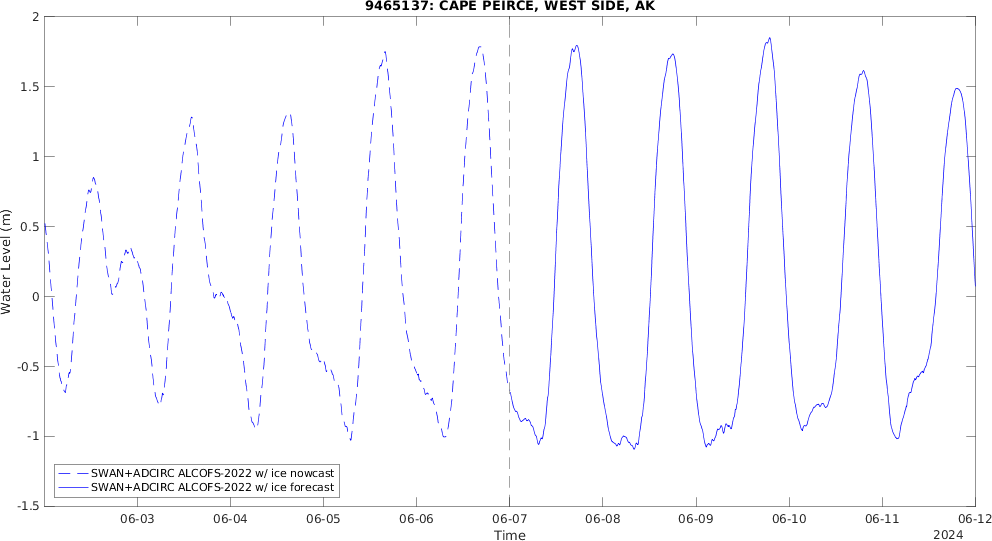 9465137: CAPE PEIRCE, WEST SIDE, AK
Water Level (m)
2
1.5
1
0.5
0
-0.5
-1
-1.5
SWAN+ADCIRC ALCOFS-2022 w/ ice nowcast
SWAN+ADCIRC ALCOFS-2022 w/ ice forecast
06-03 06-04 06-05 06-06 06-07 06-08 06-09 06-10 06-11 06-12
Time
2024